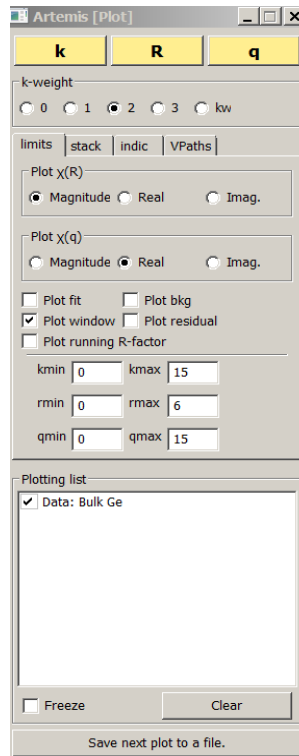 Artemis [Plot]
k R q
k-weight
0 1 2 3 kw
limits stack indic VPaths
Plot χ(R)
Magnitude Real Imag.
Plot χ(q)
Magnitude Real Imag.
Plot fit Plot bkg
Plot window Plot residual
Plot running R-factor
kmin 0 kmax 15
rmin 0 rmax 6
qmin 0 qmax 15
Plotting list
Data: Bulk Ge
Freeze Clear
Save next plot to a file.